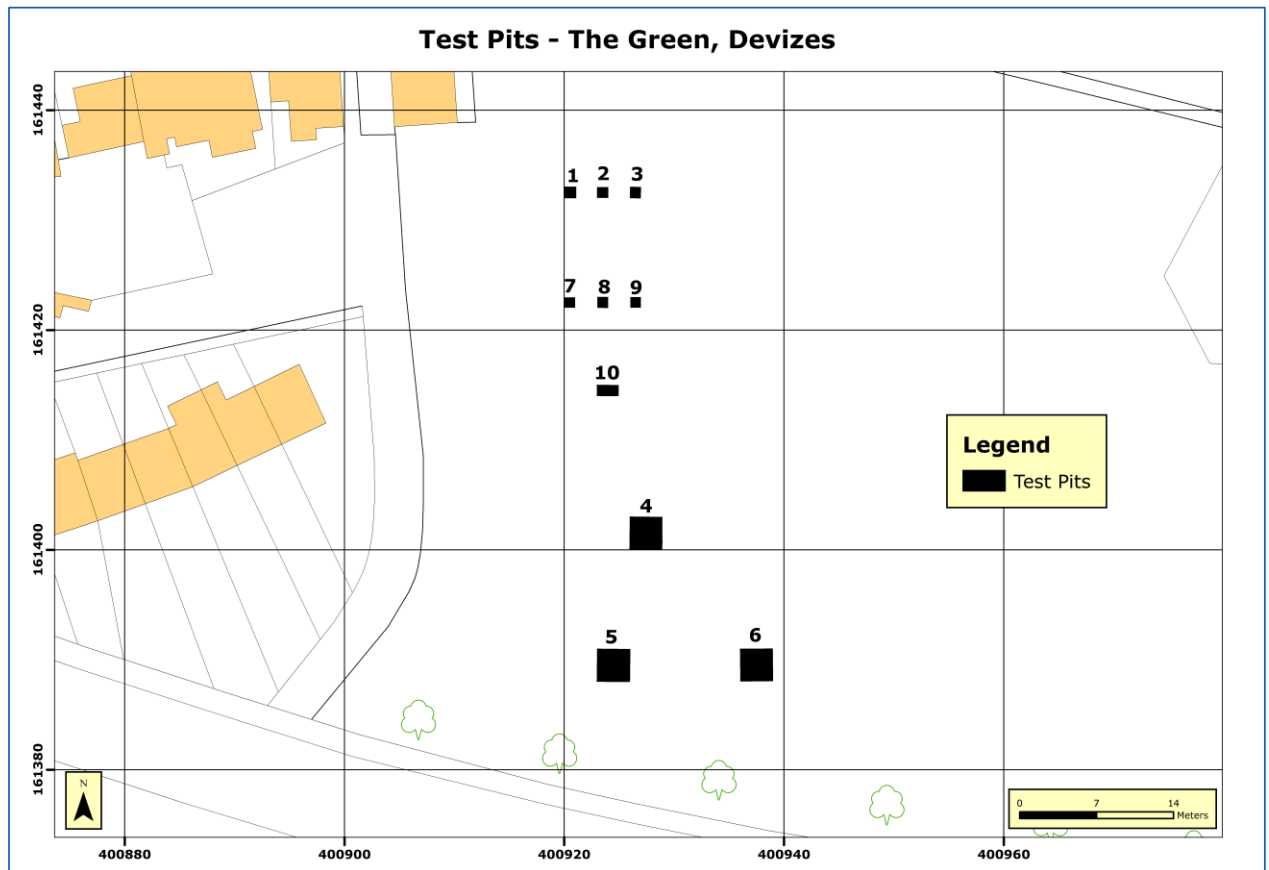 Test Pits - The Green, Devizes
161440
1 2 3
7 8 9
161420
10
Legend
Test Pits
4
161400
5 6
161380
N
0 7 14
Meters
400880 400900 400920 400940 400960